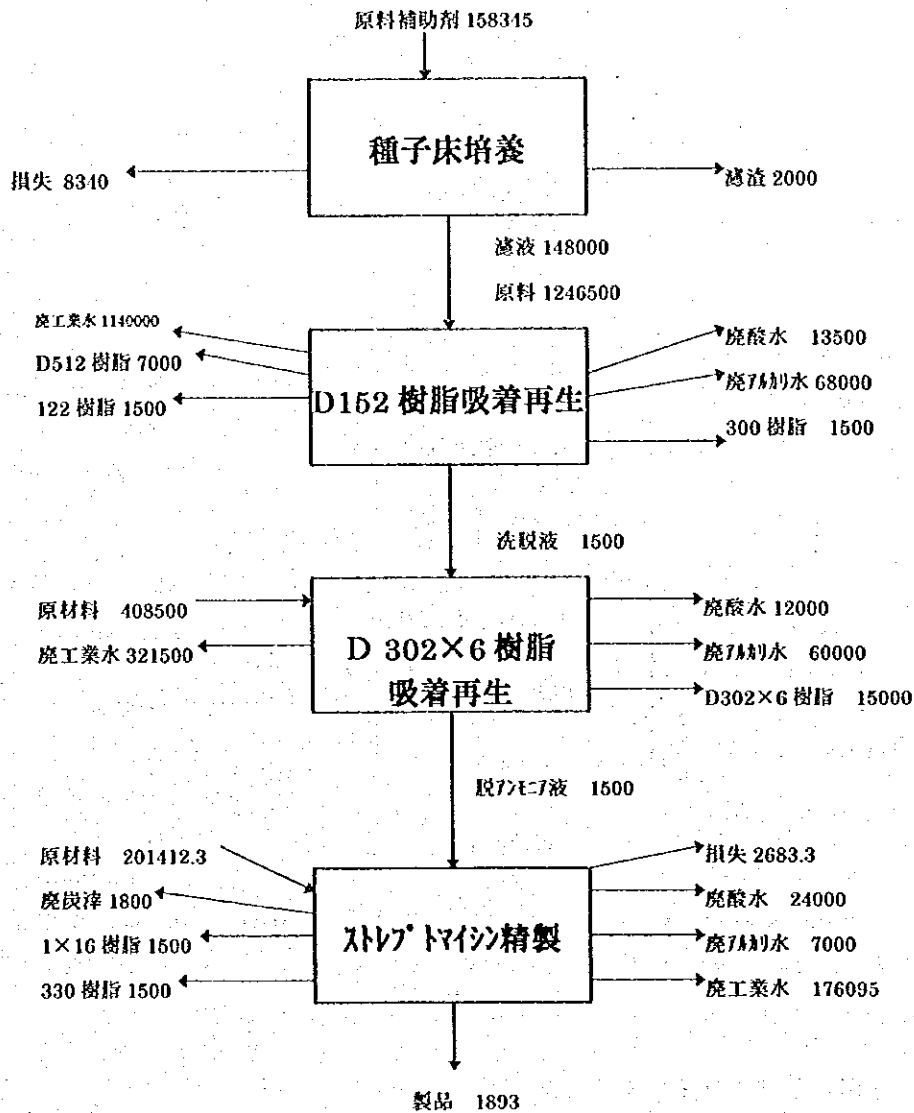 原料補助剤 158345
種子床培養
損失 8340
濾渣 2000
濾液 148000
原料 1246500
廃工業水 1140000
D512 樹脂 7000
122 樹脂 1500
D152 樹脂吸着再生
廃酸水 13500
廃アルカリ水 68000
300 樹脂 1500
洗脱液 1500
原材料 408500
廃工業水 321500
D 302×6 樹脂
吸着再生
廃酸水 12000
廃アルカリ水 60000
D302×6 樹脂 15000
脱アンモニア液 1500
原材料 201412.3
廃炭滓 1800
1×16 樹脂 1500
330 樹脂 1500
ストレプトマイシン精製
損失 2683.3
廃酸水 24000
廃アルカリ水 7000
廃工業水 176095
製品 1893